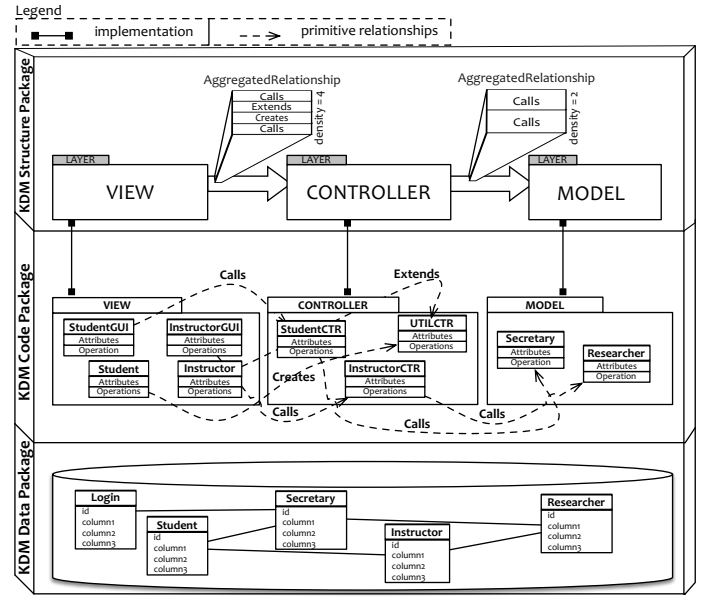 Legend
implementation
primitive relationships
KDM Structure Package
AggregatedRelationship
Calls
Extends
Creates
Calls
density = 4
AggregatedRelationship
Calls
Calls
density = 2
LAYER
VIEW
LAYER
CONTROLLER
LAYER
MODEL
KDM Code Package
Calls
Extends
VIEW
CONTROLLER
MODEL
StudentGUI
Attributes
Operation
InstructorGUI
Attributes
Operations
StudentCTR
Attributes
Operations
UTILCTR
Attributes
Operations
Secretary
Attributes
Operation
Researcher
Attributes
Operation
Student
Attributes
Operations
Instructor
Attributes
Operations
Creates
InstructorCTR
Attributes
Operations
Calls
Calls
Calls
KDM Data Package
Login
id
column1
column2
column3
Student
id
column1
column2
column3
Secretary
id
column1
column2
column3
Instructor
id
column1
column2
column3
Researcher
id
column1
column2
column3